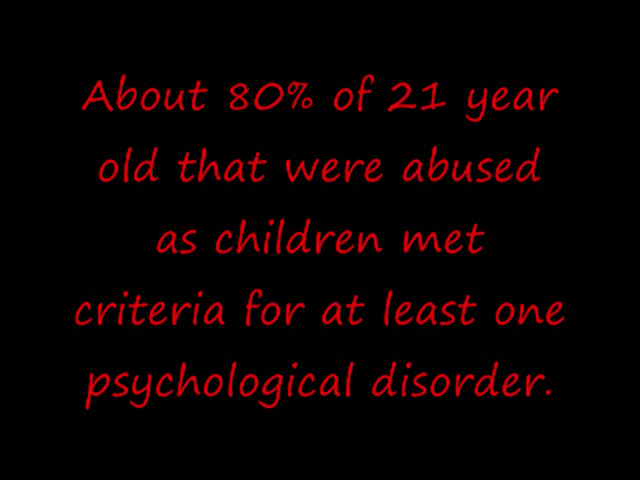 About 80% of 21 year
old that were abused
as children met
criteria for at least one
psychological disorder.